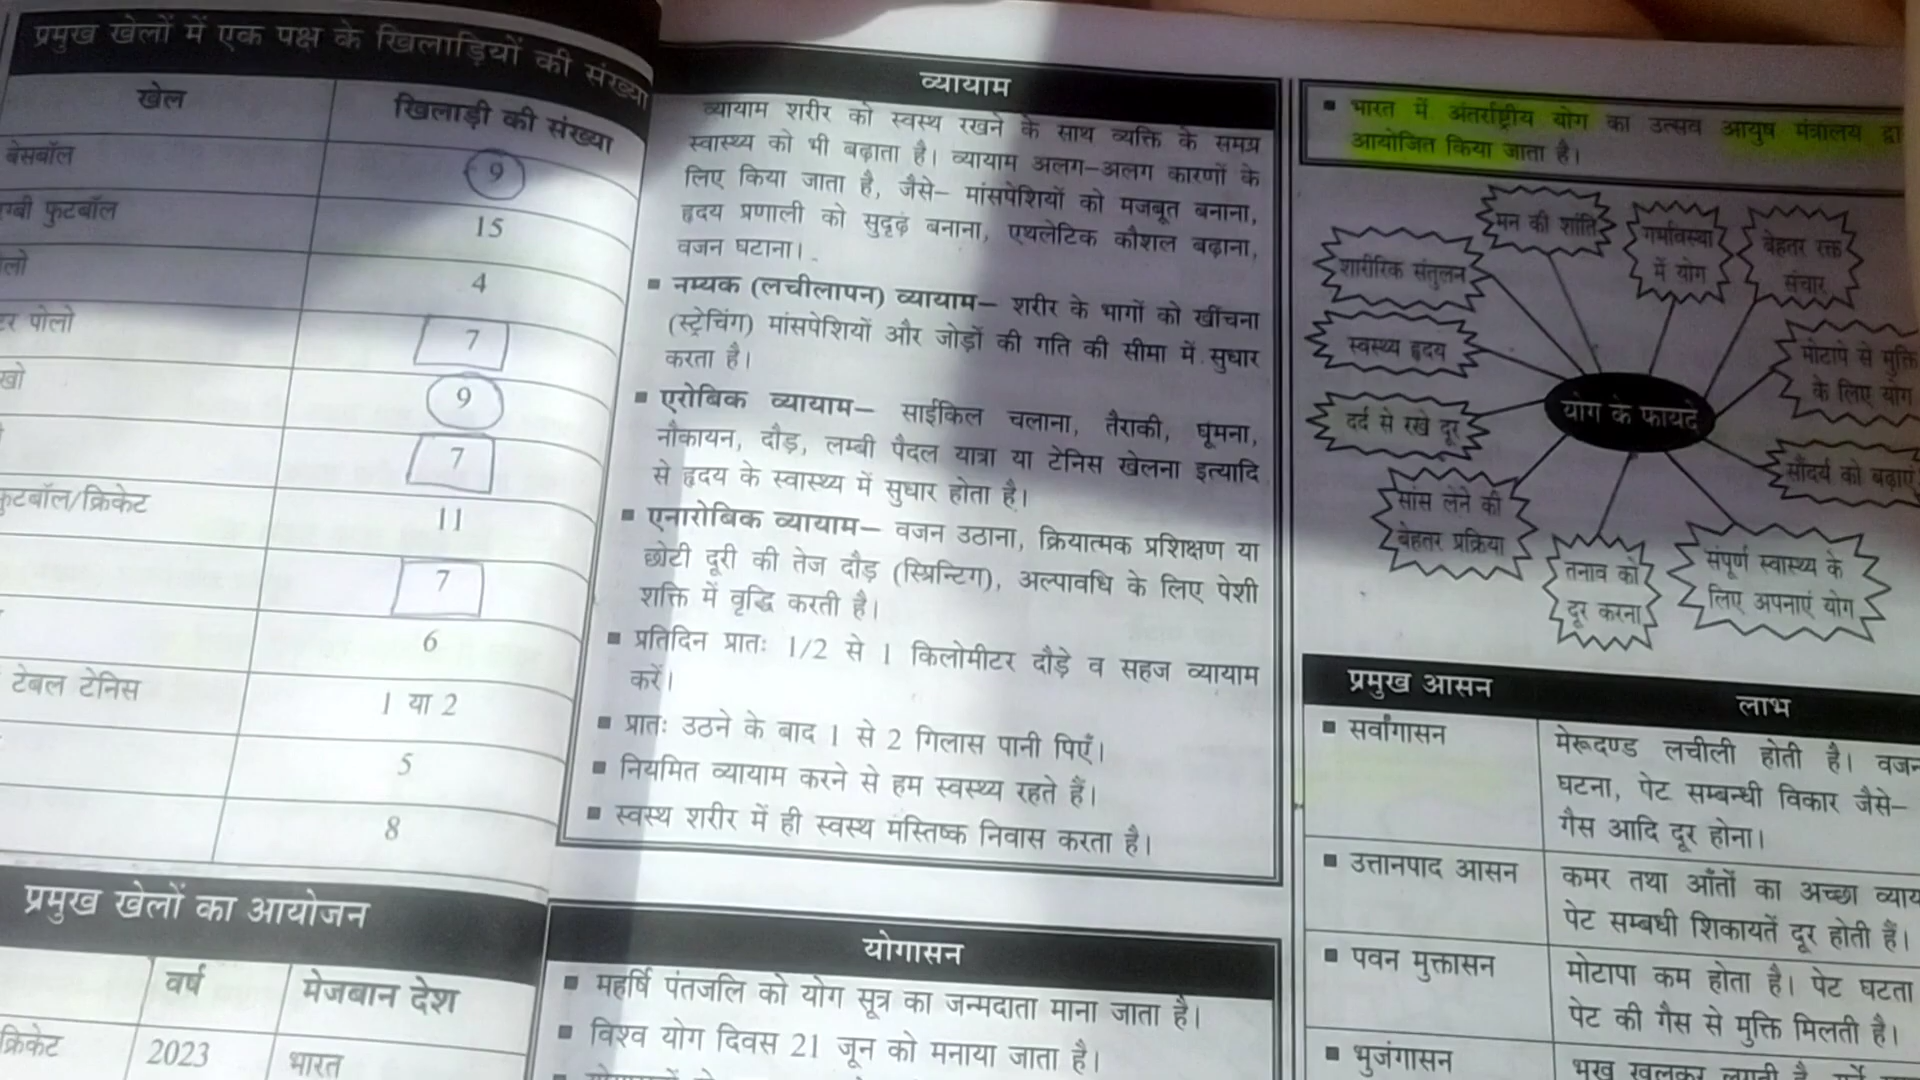 प्रमुख खेलों में एक पक्ष के खिलाड़ियों की संख्या
खेल खिलाड़ी की संख्या
बेसबॉल 9
फुटबॉल 15
4
पोलो 7
9
7
फुटबॉल/क्रिकेट 11
7
6
टेबल टेनिस 1 या 2
5
8
प्रमुख खेलों का आयोजन
वर्ष मेजबान देश
क्रिकेट 2023 भारत
व्यायाम
व्यायाम शरीर को स्वस्थ रखने के साथ व्यक्ति के समग्र
स्वास्थ्य को भी बढ़ाता है। व्यायाम अलग–अलग कारणों के
लिए किया जाता है, जैसे– मांसपेशियों को मजबूत बनाना,
हृदय प्रणाली को सुदृढ़ बनाना, एथलेटिक कौशल बढ़ाना,
वजन घटाना।
▪ नम्यक (लचीलापन) व्यायाम– शरीर के भागों को खींचना
(स्ट्रेचिंग) मांसपेशियों और जोड़ों की गति की सीमा में सुधार
करता है।
▪ एरोबिक व्यायाम– साईकिल चलाना, तैराकी, घूमना,
नौकायन, दौड़, लम्बी पैदल यात्रा या टेनिस खेलना इत्यादि
से हृदय के स्वास्थ्य में सुधार होता है।
▪ एनारोबिक व्यायाम– वजन उठाना, क्रियात्मक प्रशिक्षण या
छोटी दूरी की तेज दौड़ (स्प्रिन्टिग), अल्पावधि के लिए पेशी
शक्ति में वृद्धि करती है।
▪ प्रतिदिन प्रातः 1/2 से 1 किलोमीटर दौड़े व सहज व्यायाम
करें।
▪ प्रातः उठने के बाद 1 से 2 गिलास पानी पिएँ।
▪ नियमित व्यायाम करने से हम स्वस्थ्य रहते हैं।
▪ स्वस्थ शरीर में ही स्वस्थ मस्तिष्क निवास करता है।
योगासन
▪ महर्षि पंतजलि को योग सूत्र का जन्मदाता माना जाता है।
▪ विश्व योग दिवस 21 जून को मनाया जाता है।
▪ भारत में अंतर्राष्ट्रीय योग का उत्सव आयुष मंत्रालय
आयोजित किया जाता है।
मन की शांति
गर्भावस्था
में योग
बेहतर रक्त
संचार
शारीरिक संतुलन
स्वस्थ्य हृदय
मोटापे से मुक्ति
के लिए योग
योग के फायदे
दर्द से रखे दूर
सौंदर्य को बढ़ाएं
सांस लेने की
बेहतर प्रक्रिया
तनाव को
दूर करना
संपूर्ण स्वास्थ्य के
लिए अपनाएं योग
प्रमुख आसन लाभ
▪ सर्वांगासन मेरूदण्ड लचीली होती है। वजन
घटना, पेट सम्बन्धी विकार जैसे–
गैस आदि दूर होना।
▪ उत्तानपाद आसन कमर तथा आँतों का अच्छा
पेट सम्बधी शिकायतें दूर होती हैं।
▪ पवन मुक्तासन मोटापा कम होता है। पेट घटता
पेट की गैस से मुक्ति मिलती है।
▪ भुजंगासन